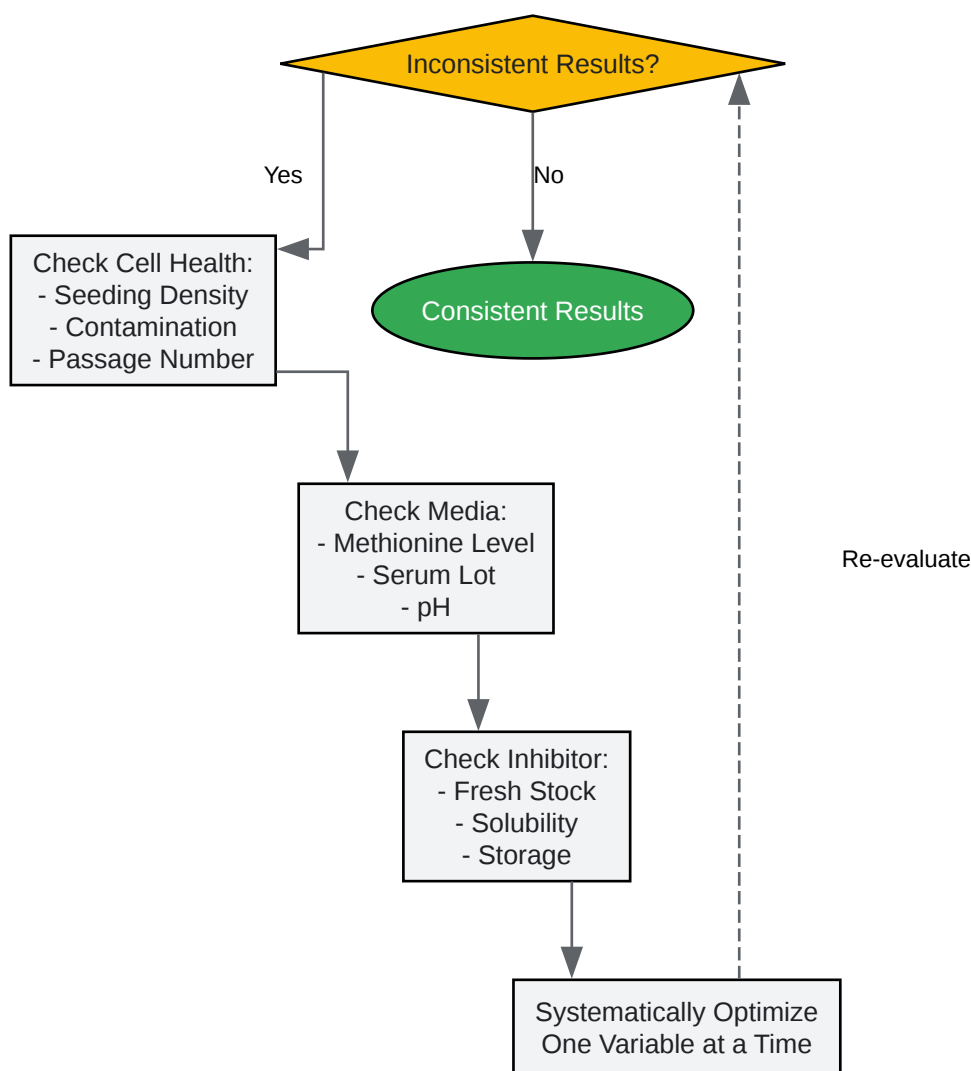 Inconsistent Results?
Yes
No
Check Cell Health:
- Seeding Density
- Contamination
- Passage Number
Consistent Results
Check Media:
- Methionine Level
- Serum Lot
- pH
Re-evaluate
Check Inhibitor:
- Fresh Stock
- Solubility
- Storage
Systematically Optimize
One Variable at a Time